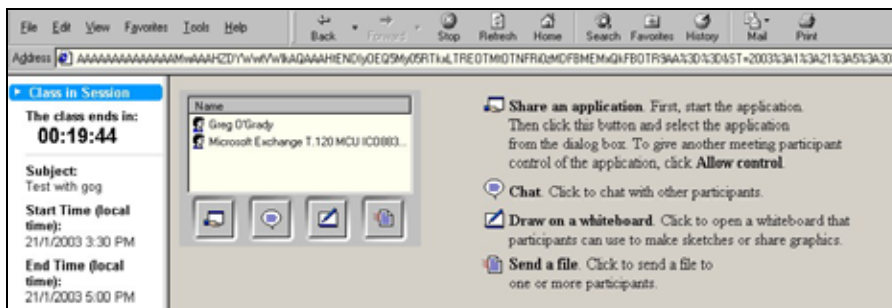 File Edit View Favorites Tools Help
Back Forward Stop Refresh Home Search Favorites History Mail Print
Address
Class in Session
The class ends in:
00:19:44
Subject:
Test with gog
Start Time (local
time):
21/1/2003 3:30 PM
End Time (local
time):
21/1/2003 5:00 PM
Name
Greg O'Grady
Microsoft Exchange T.120 MCU ICO883...
Share an application. First, start the application.
Then click this button and select the application
from the dialog box. To give another meeting participant
control of the application, click Allow control.
Chat. Click to chat with other participants.
Draw on a whiteboard. Click to open a whiteboard that
participants can use to make sketches or share graphics.
Send a file. Click to send a file to
one or more participants.